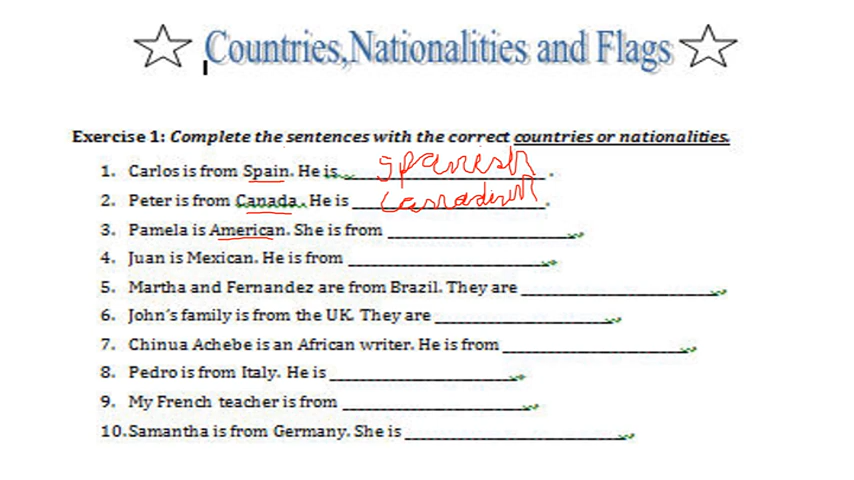 Countries,Nationalities and Flags
Exercise 1: Complete the sentences with the correct countries or nationalities.
1. Carlos is from Spain. He is Spanish.
2. Peter is from Canada. He is Canadian.
3. Pamela is American. She is from
4. Juan is Mexican. He is from
5. Martha and Fernandez are from Brazil. They are
6. John's family is from the UK. They are
7. Chinua Achebe is an African writer. He is from
8. Pedro is from Italy. He is
9. My French teacher is from
10. Samantha is from Germany. She is